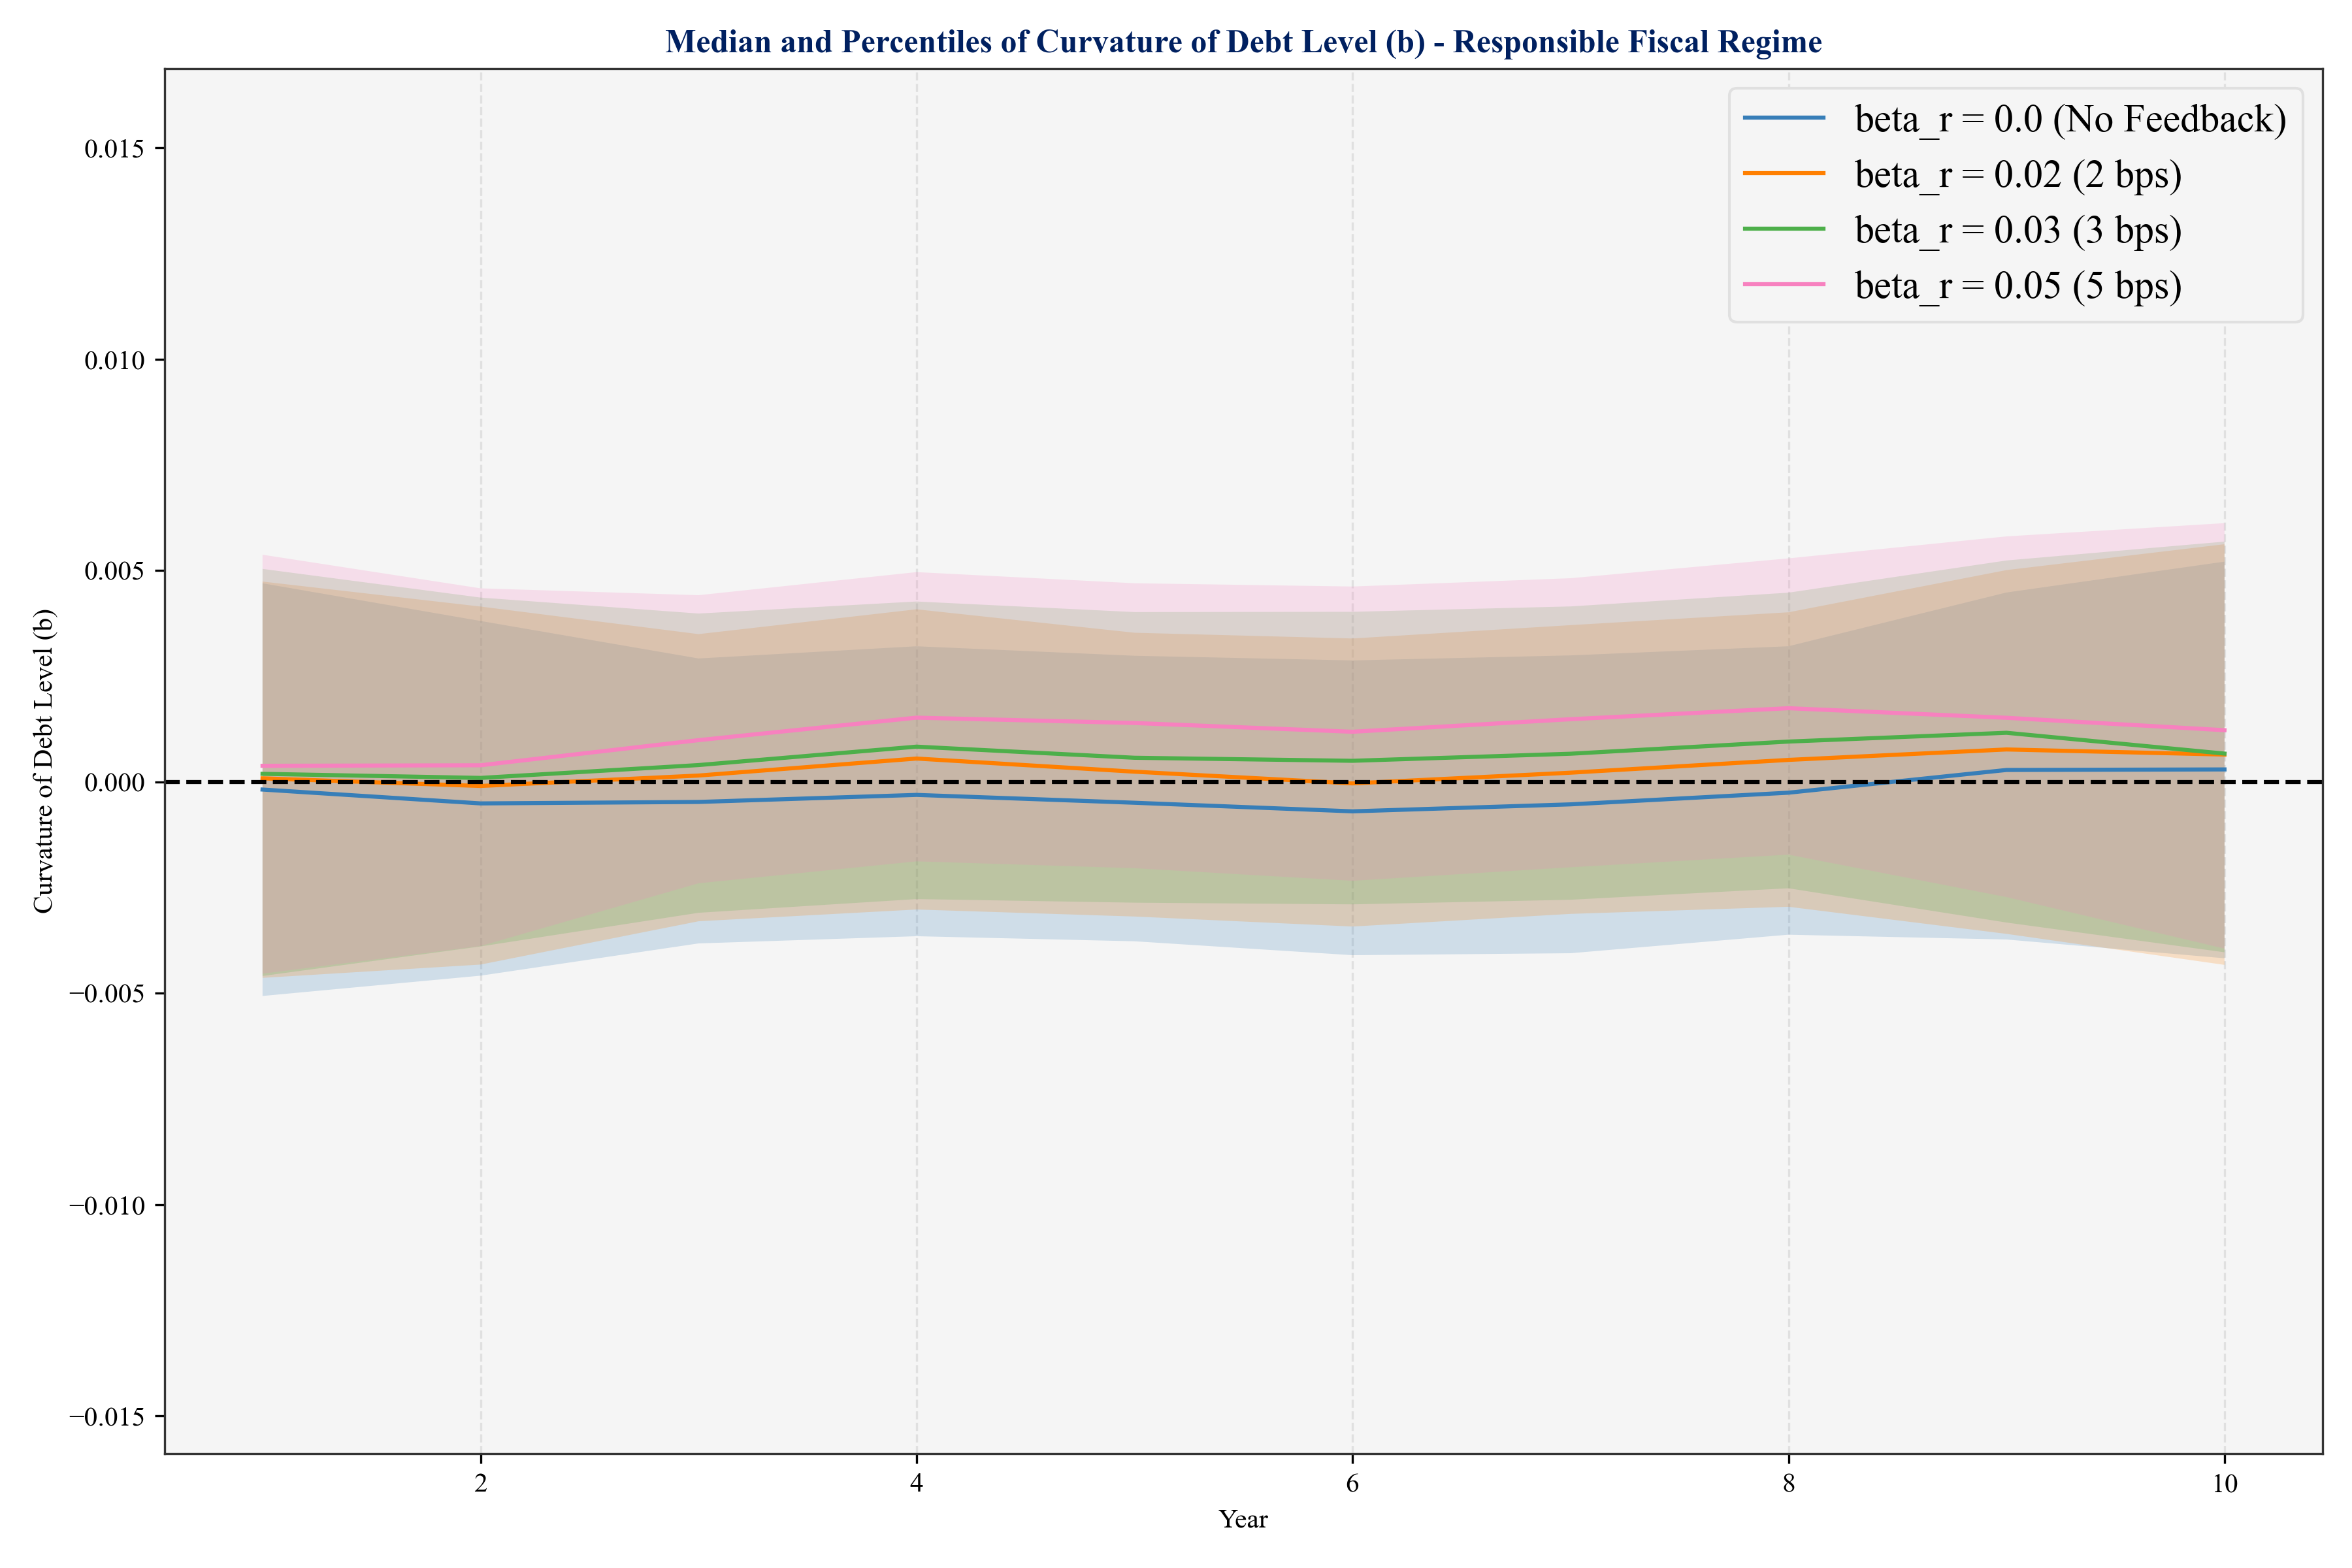 Median and Percentiles of Curvature of Debt Level (b) - Responsible Fiscal Regime
beta_r = 0.0 (No Feedback)
beta_r = 0.02 (2 bps)
beta_r = 0.03 (3 bps)
beta_r = 0.05 (5 bps)
Curvature of Debt Level (b)
0.015
0.010
0.005
0.000
−0.005
−0.010
−0.015
2
4
6
8
10
Year